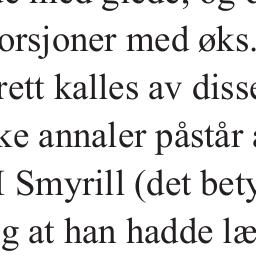 orsjoner med øks.
rett kalles av disse
ke annaler påstår
Smyrill (det bety
g at han hadde læ